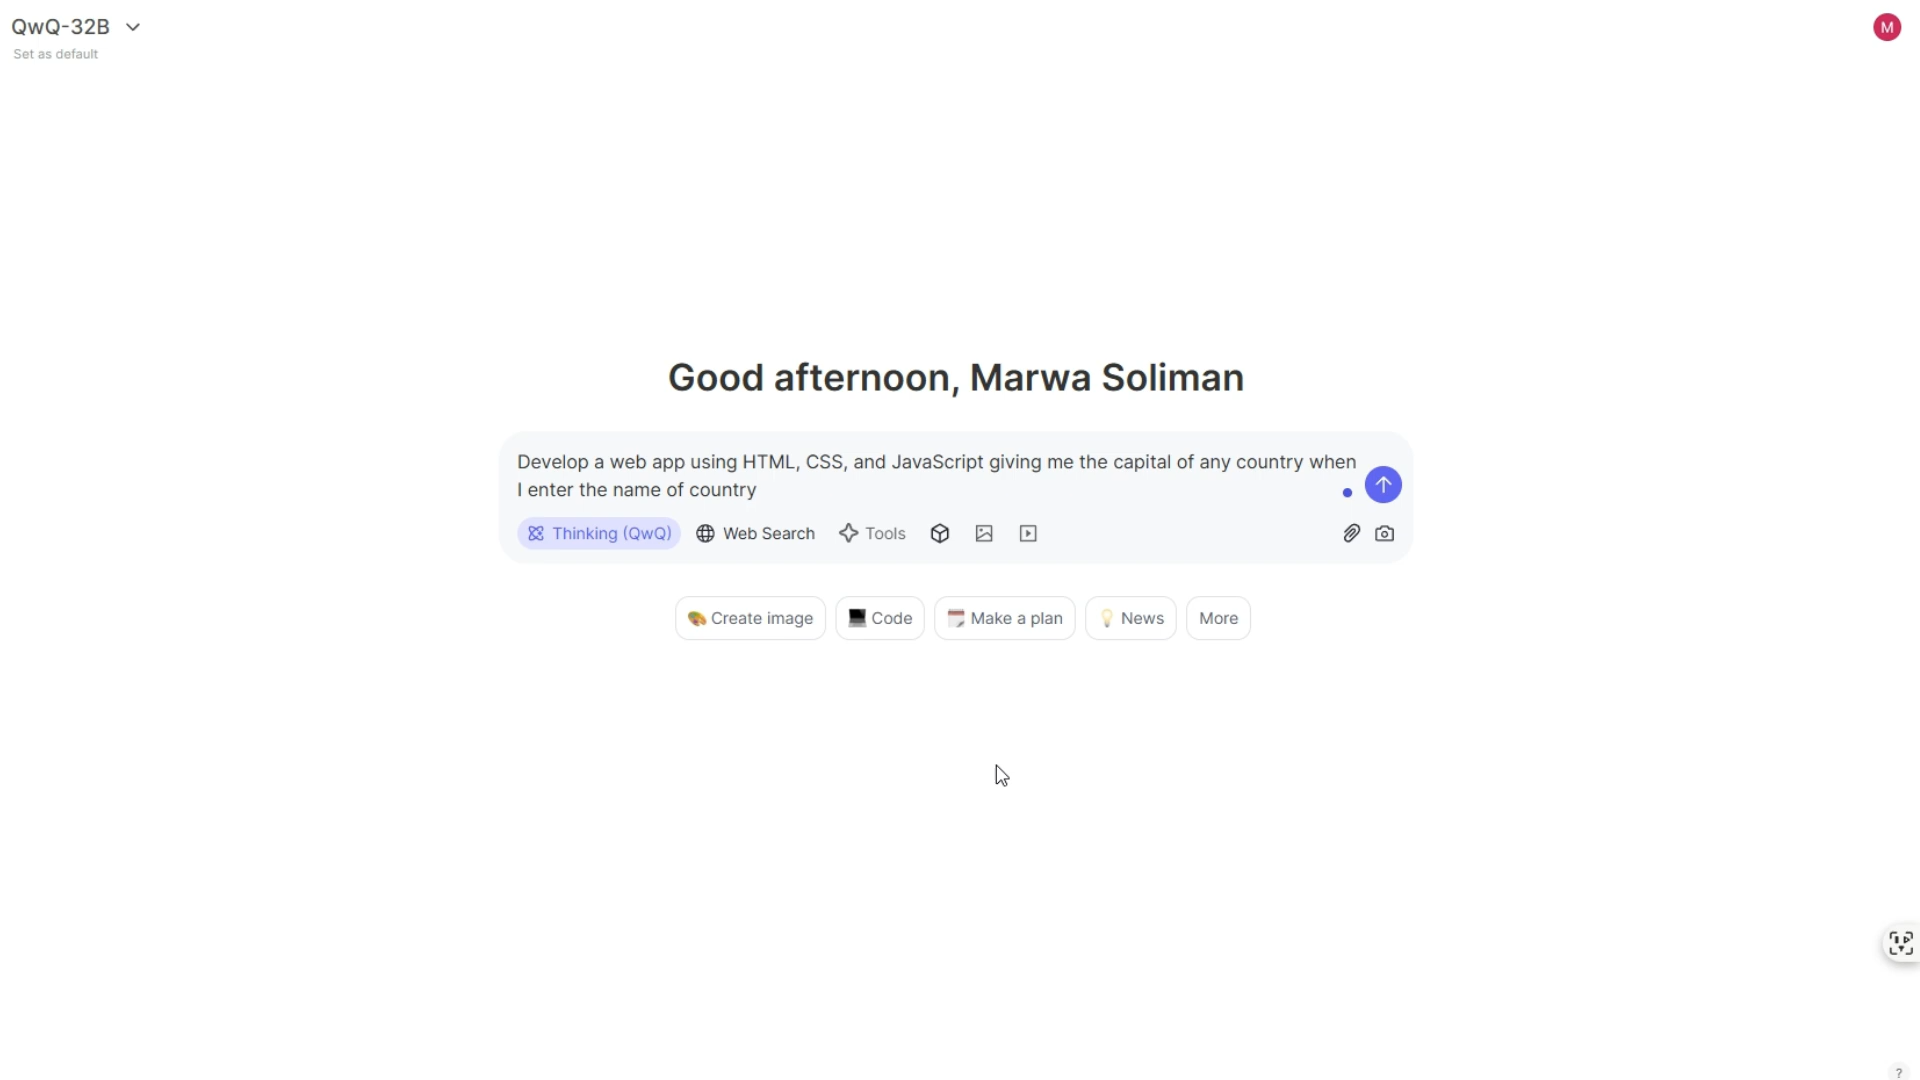 QwQ-32B
Set as default
M
Good afternoon, Marwa Soliman
Develop a web app using HTML, CSS, and JavaScript giving me the capital of any country when
I enter the name of country
Thinking (QwQ) Web Search Tools
Create image Code Make a plan News More
?